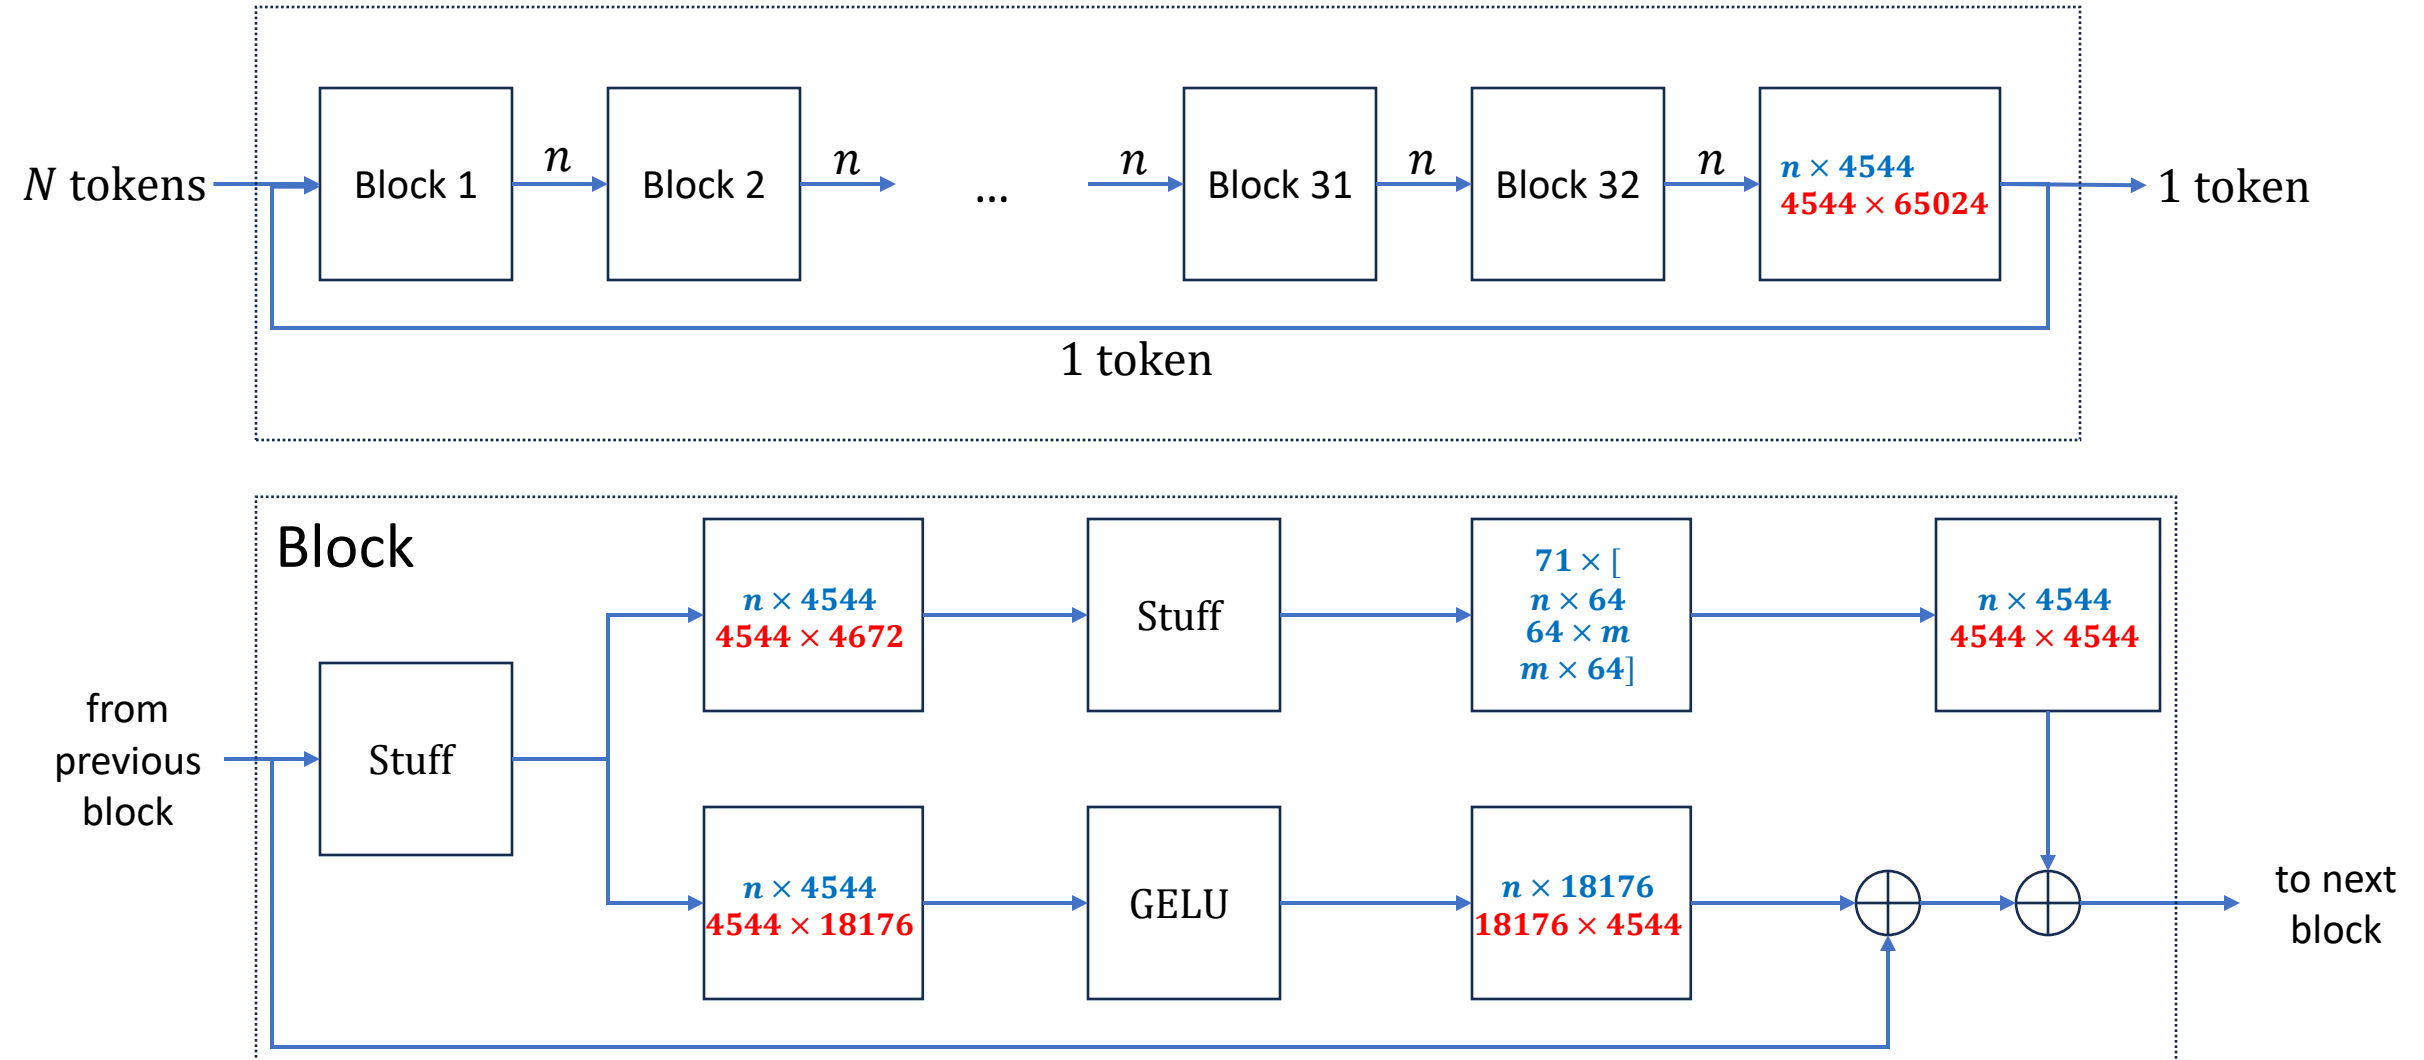 N tokens
Block 1
n
Block 2
n
...
n
Block 31
n
Block 32
n
n × 4544
4544 × 65024
1 token
1 token
Block
from
previous
block
Stuff
n × 4544
4544 × 4672
Stuff
71 × [
n × 64
64 × m
m × 64]
n × 4544
4544 × 4544
n × 4544
4544 × 18176
GELU
n × 18176
18176 × 4544
to next
block